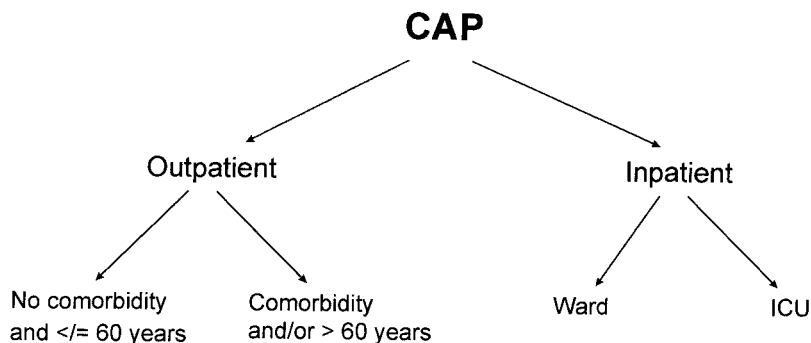 CAP
Outpatient
Inpatient
No comorbidity
and </= 60 years
Comorbidity
and/or > 60 years
Ward
ICU